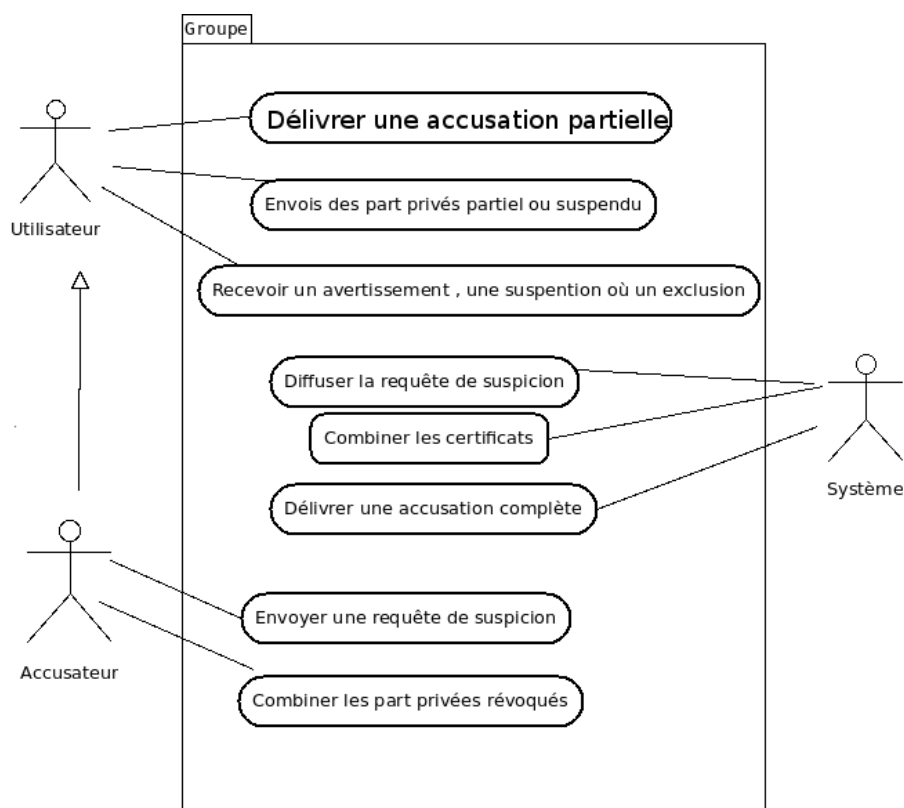 Groupe
Délivrer une accusation partielle
Utilisateur
Envois des part privés partiel ou suspendu
Recevoir un avertissement , une suspention où un exclusion
Diffuser la requête de suspicion
Combiner les certificats
Système
Délivrer une accusation complète
Accusateur
Envoyer une requête de suspicion
Combiner les part privées révoqués